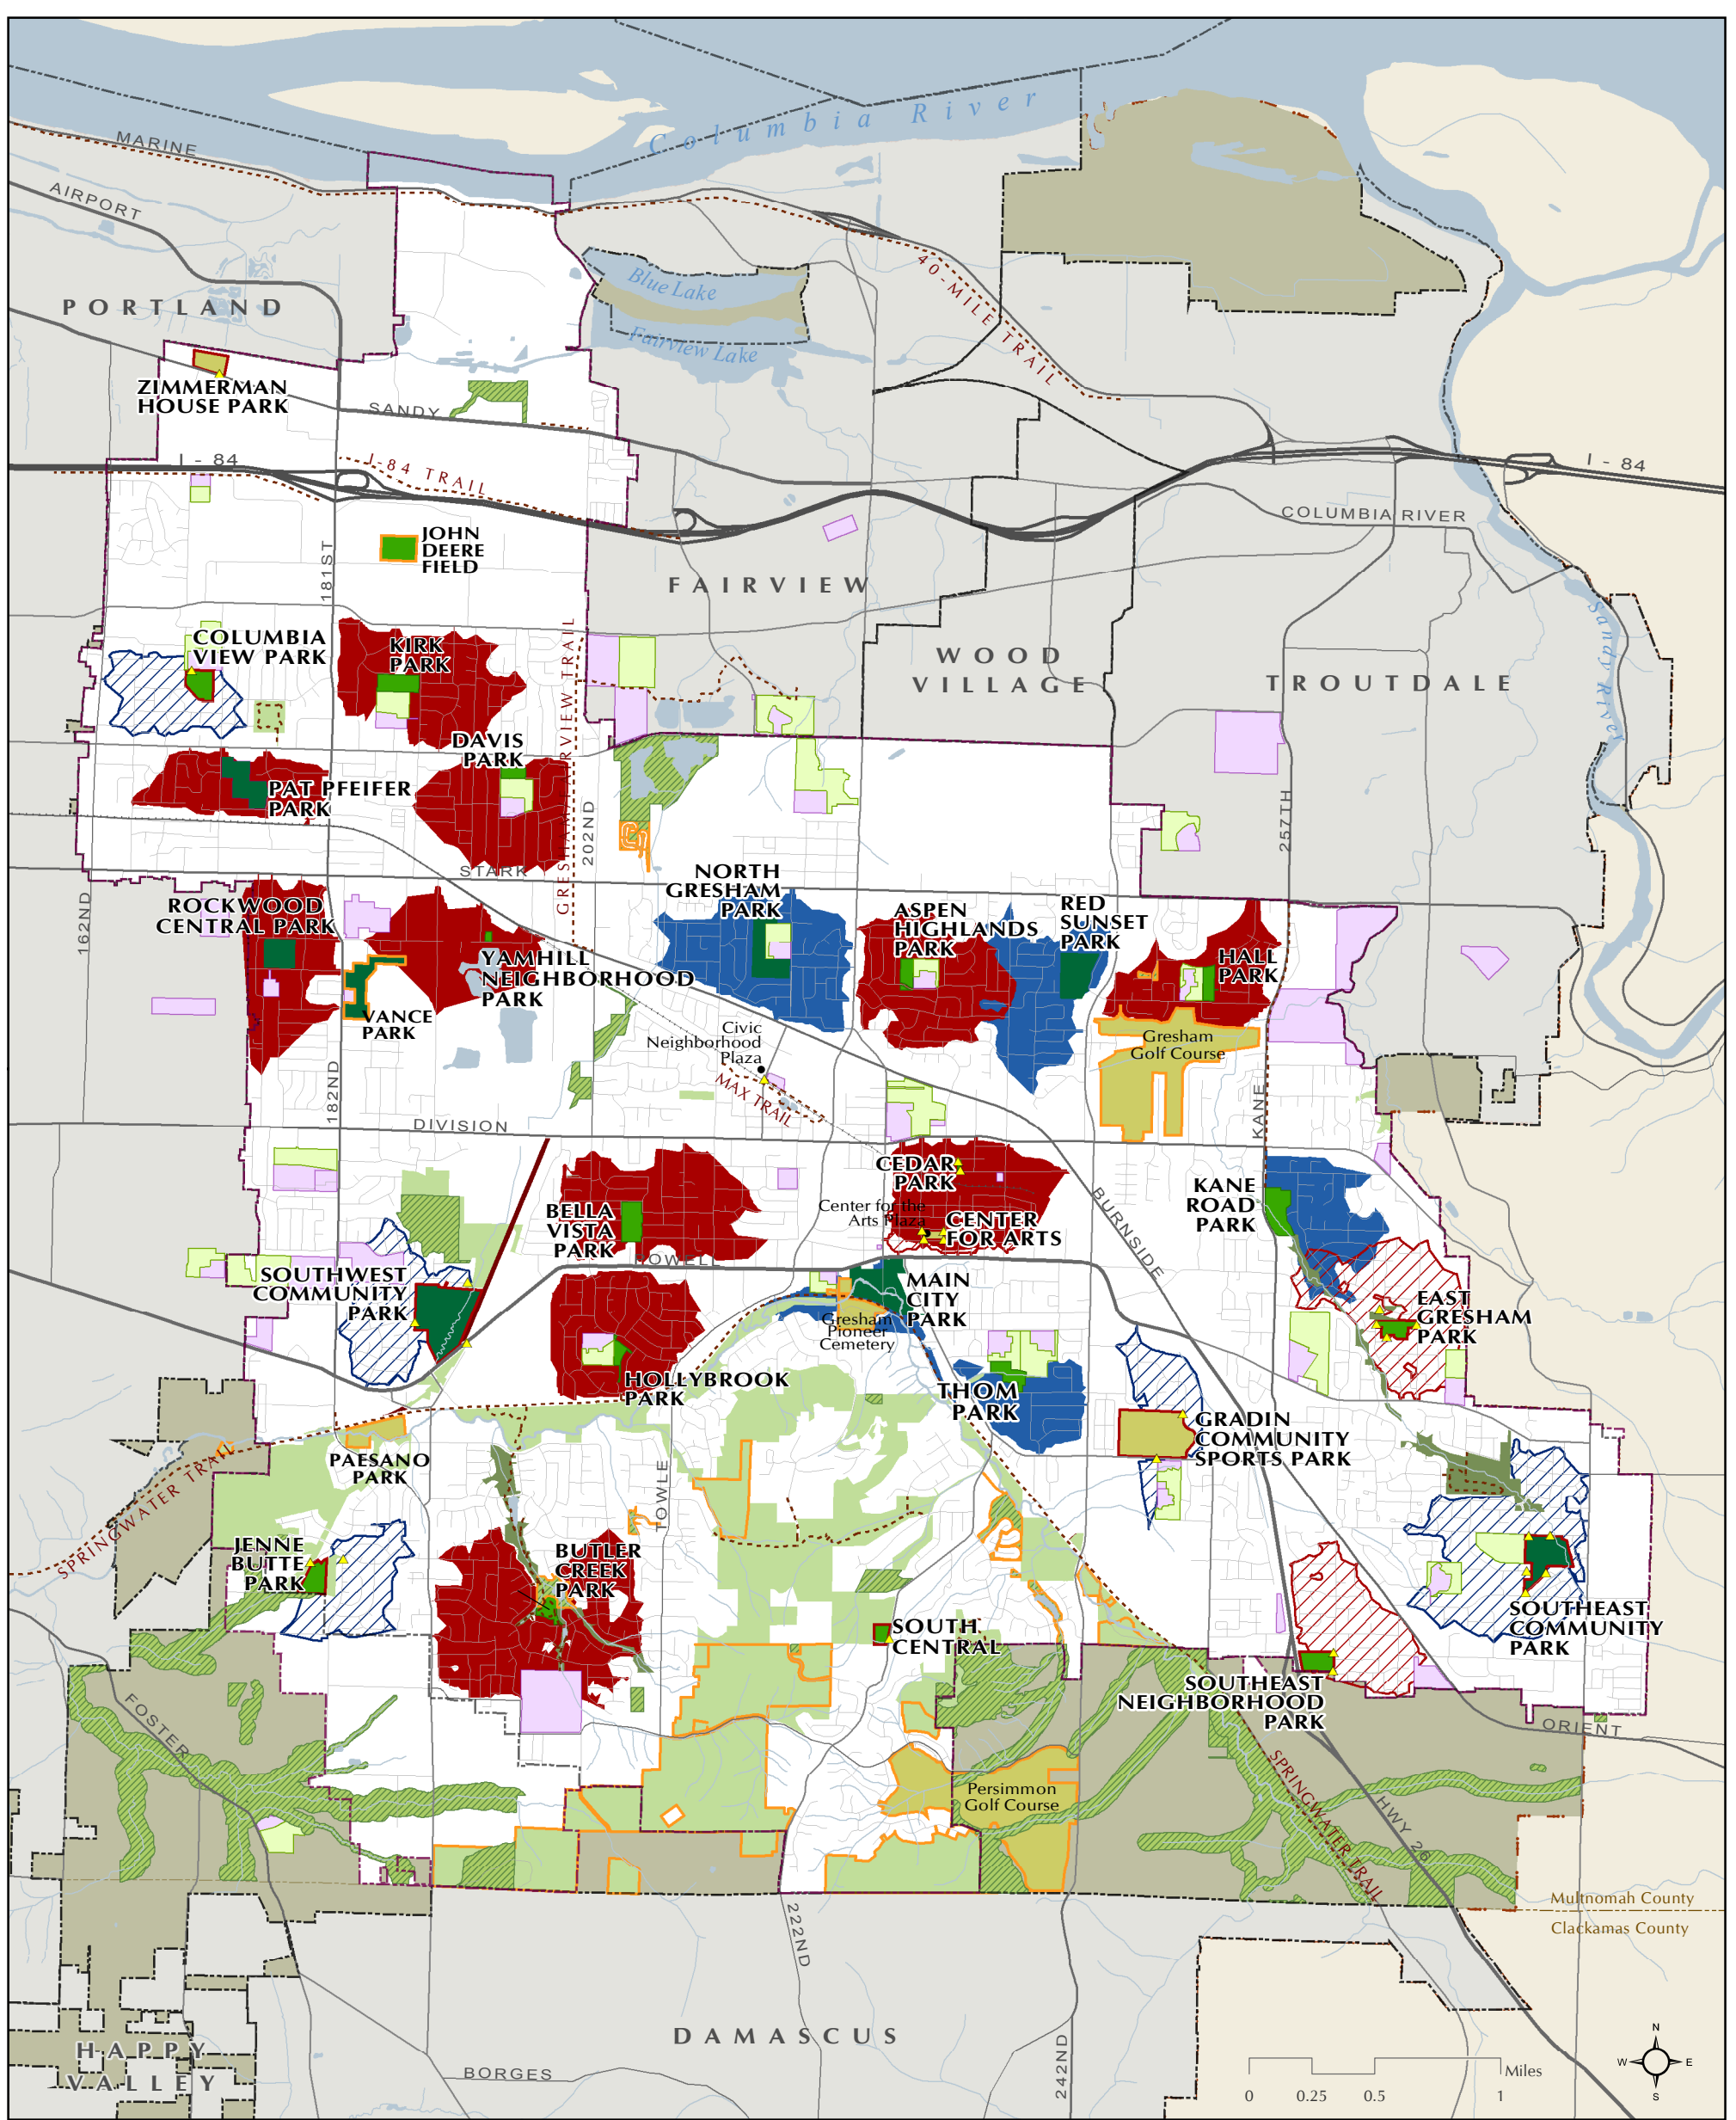 Columbia River
MARINE
AIRPORT
PORTLAND
Blue Lake
Fairview Lake
40-MILE TRAIL
ZIMMERMAN
HOUSE PARK
SANDY
I - 84
I-84 TRAIL
I - 84
COLUMBIA RIVER
JOHN
DEERE
FIELD
181ST
FAIRVIEW
COLUMBIA
VIEW PARK
KIRK
PARK
WOOD
VILLAGE
TROUTDALE
Sandy River
GRESHAM FAIRVIEW TRAIL
DAVIS
PARK
PAT PFEIFER
PARK
202ND
257TH
STARK
162ND
ROCKWOOD
CENTRAL PARK
NORTH
GRESHAM
PARK
ASPEN
HIGHLANDS
PARK
RED
SUNSET
PARK
HALL
PARK
YAMHILL
NEIGHBORHOOD
PARK
VANCE
PARK
Civic
Neighborhood
Plaza
MAX TRAIL
Gresham
Golf Course
182ND
DIVISION
KANE
CEDAR
PARK
Center for the
Arts Plaza
CENTER
FOR ARTS
BURNSIDE
KANE
ROAD
PARK
BELLA
VISTA
PARK
POWELL
SOUTHWEST
COMMUNITY
PARK
MAIN
CITY
PARK
Gresham
Pioneer
Cemetery
EAST
GRESHAM
PARK
HOLLYBROOK
PARK
THOM
PARK
GRADIN
COMMUNITY
SPORTS PARK
PAESANO
PARK
SPRINGWATER TRAIL
TOWLE
JENNE
BUTTE
PARK
BUTLER
CREEK
PARK
SOUTH
CENTRAL
SOUTHEAST
COMMUNITY
PARK
SOUTHEAST
NEIGHBORHOOD
PARK
FOSTER
ORIENT
Persimmon
Golf Course
SPRINGWATER TRAIL
HWY 26
Multnomah County
Clackamas County
222ND
DAMASCUS
242ND
HAPPY
VALLEY
BORGES
N
W E
S
Miles
0 0.25 0.5 1